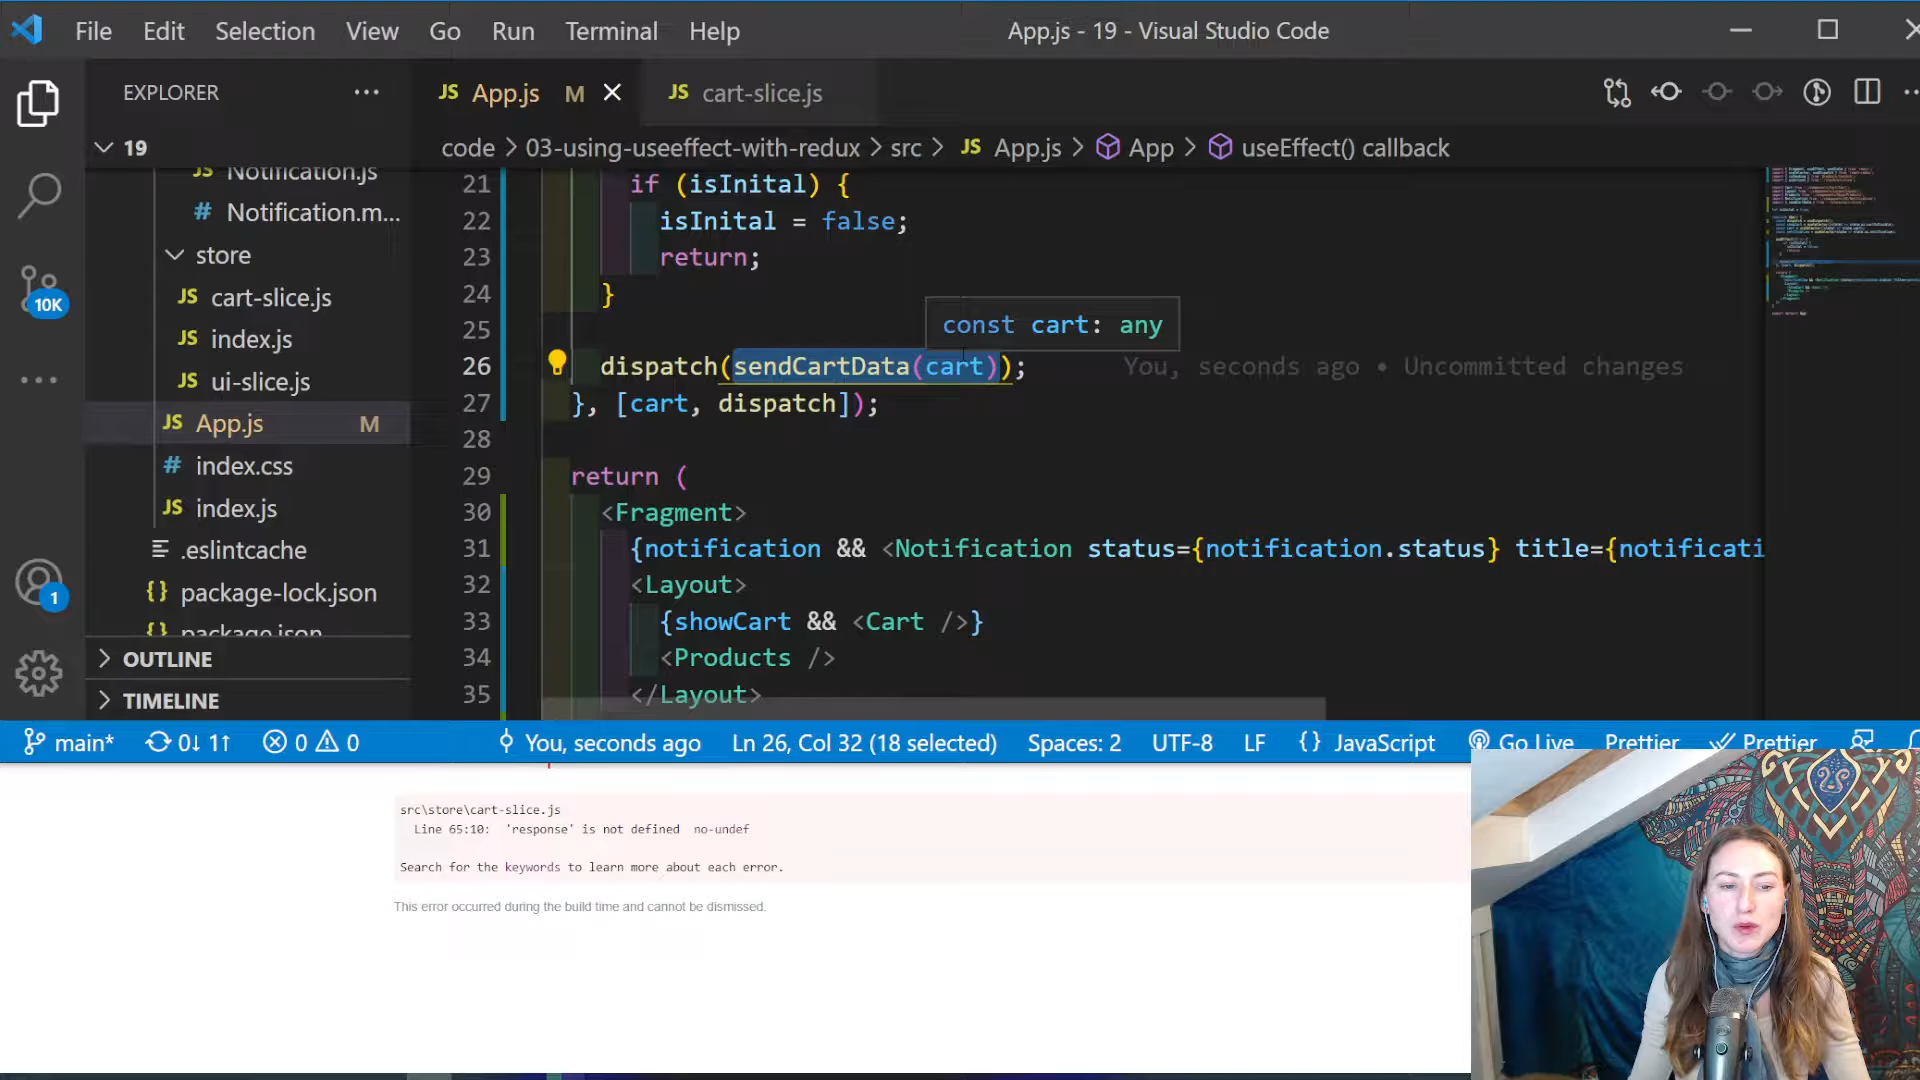 File Edit Selection View Go Run Terminal Help
App.js - 19 - Visual Studio Code
EXPLORER
JS App.js M
JS cart-slice.js
19
code > 03-using-useeffect-with-redux > src > JS App.js > App > useEffect() callback
JS Notification.js
# Notification.m...
store
JS cart-slice.js
JS index.js
JS ui-slice.js
JS App.js M
# index.css
JS index.js
.eslintcache
{} package-lock.json
{} package.json
OUTLINE
TIMELINE
10K
1
21 if (isInital) {
22 isInital = false;
23 return;
24 }
25
const cart: any
26 dispatch(sendCartData(cart)); You, seconds ago • Uncommitted changes
27 }, [cart, dispatch]);
28
29 return (
30 <Fragment>
31 {notification && <Notification status={notification.status} title={notificati
32 <Layout>
33 {showCart && <Cart />}
34 <Products />
35 </Layout>
main* 0↓ 1↑ 0 0 You, seconds ago Ln 26, Col 32 (18 selected) Spaces: 2 UTF-8 LF {} JavaScript Go Live Prettier Prettier
src\store\cart-slice.js
Line 65:10: 'response' is not defined no-undef
Search for the keywords to learn more about each error.
This error occurred during the build time and cannot be dismissed.